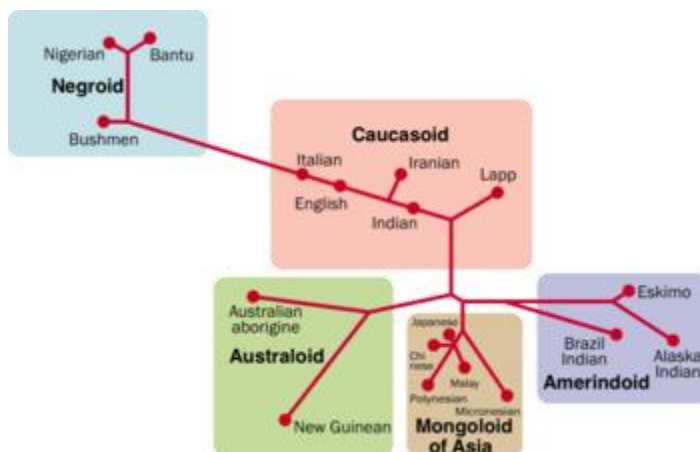 Nigerian
Bantu
Negroid
Bushmen
Caucasoid
Italian
Iranian
Lapp
English
Indian
Australian
aborigine
Australoid
New Guinean
Japanese
Chi
nese
Malay
Polynesian
Micronesian
Mongoloid
of Asia
Eskimo
Brazil
Indian
Alaska
Indian
Amerindoid